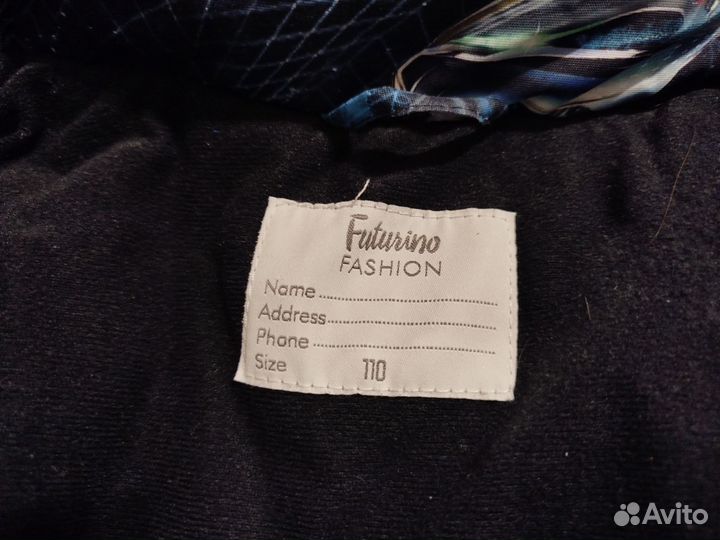 Futurino
FASHION
Name
Address
Phone
Size 110
Avito